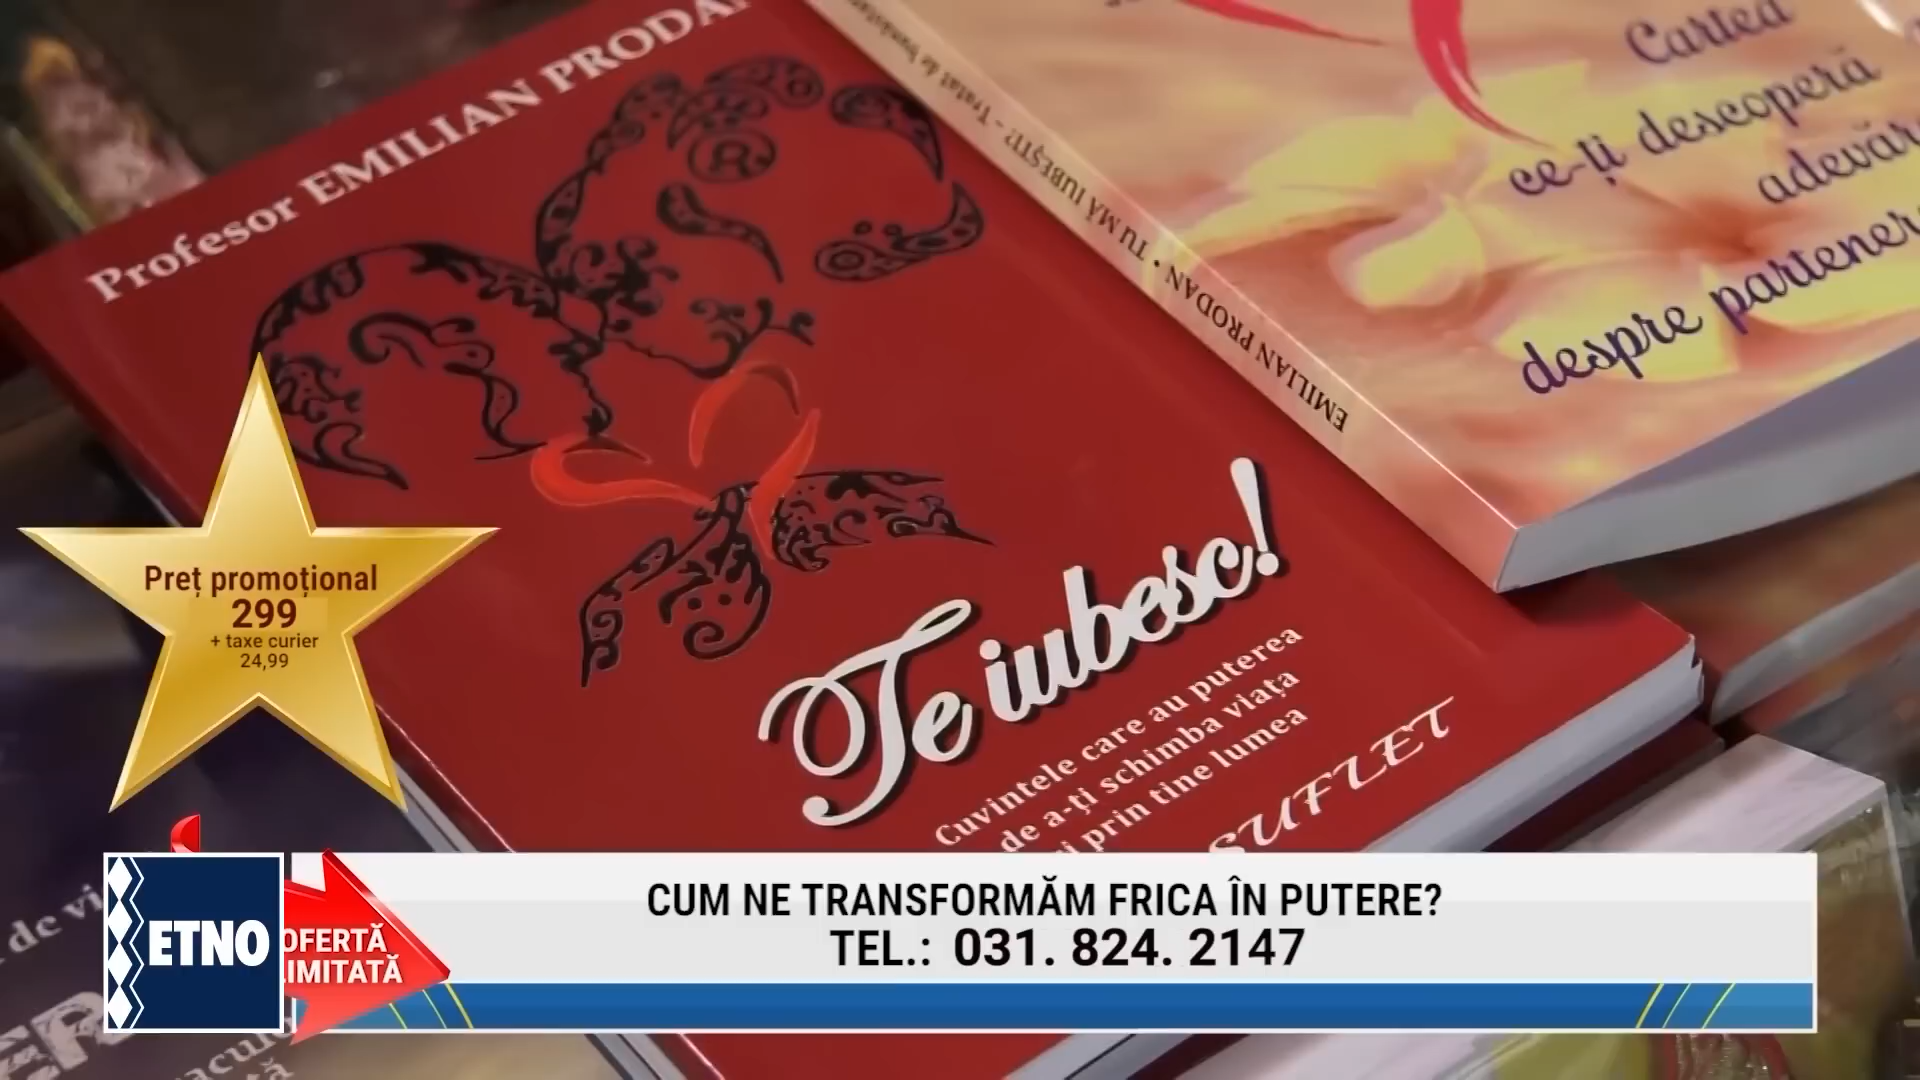 Profesor EMILIAN PRODAN
R
Te iubesc!
Cuvintele care au puterea
de a-ți schimba viața
și prin tine lumea
SUFLET
EMILIAN PRODAN • TU MĂ IUBEȘTI? - Tratat de
Cartea
ce-ți descoperă
despre
Preț promoțional
299
+ taxe curier
24,99
de
ETNO
OFERTĂ
LIMITATĂ
CUM NE TRANSFORMĂM FRICA ÎN PUTERE?
TEL.: 031. 824. 2147